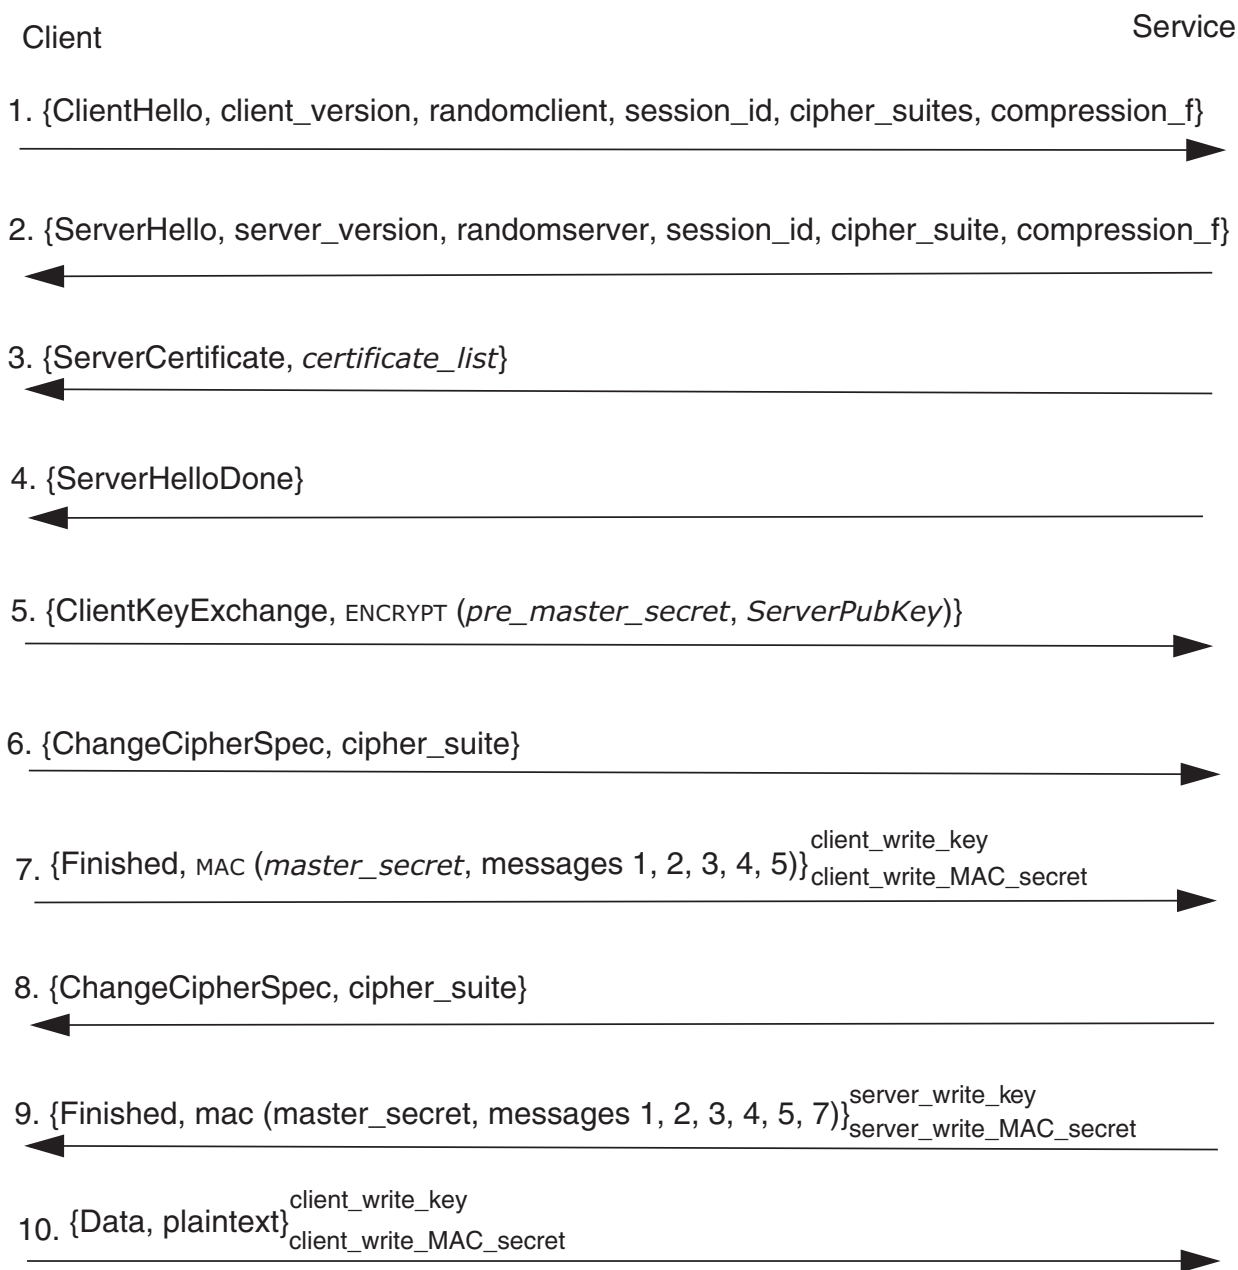 Client
Service
1. {ClientHello, client_version, randomclient, session_id, cipher_suites, compression_f}
2. {ServerHello, server_version, randomserver, session_id, cipher_suite, compression_f}
3. {ServerCertificate, certificate_list}
4. {ServerHelloDone}
5. {ClientKeyExchange, ENCRYPT (pre_master_secret, ServerPubKey)}
6. {ChangeCipherSpec, cipher_suite}
7. {Finished, MAC (master_secret, messages 1, 2, 3, 4, 5)}
client_write_key
client_write_MAC_secret
8. {ChangeCipherSpec, cipher_suite}
9. {Finished, mac (master_secret, messages 1, 2, 3, 4, 5, 7)}
server_write_key
server_write_MAC_secret
10. {Data, plaintext}
client_write_key
client_write_MAC_secret